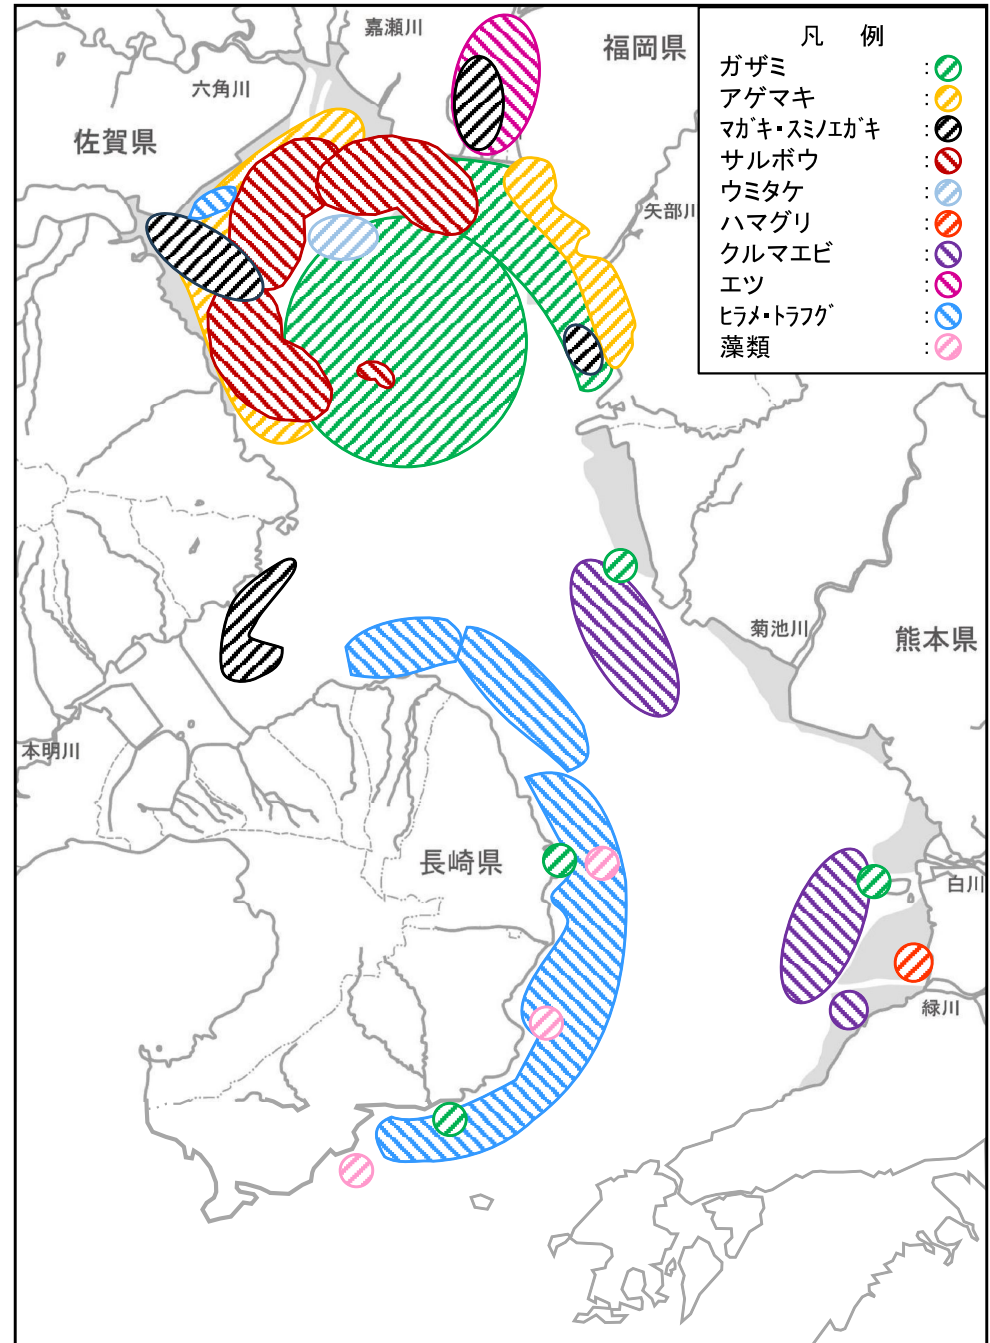 嘉瀬川
福岡県
六角川
佐賀県
矢部川
凡 例
ガザミ :
アゲマキ :
マガキ・スミノエガキ :
サルボウ :
ウミタケ :
ハマグリ :
クルマエビ :
エツ :
ヒラメ・トラフグ :
藻類 :
菊池川
熊本県
本明川
長崎県
白川
緑川